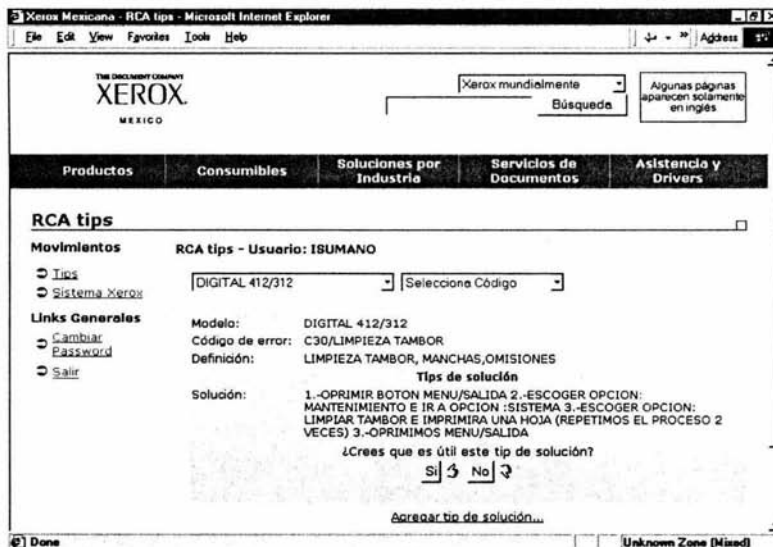 Xerox Mexicana - RCA tips - Microsoft Internet Explorer
File Edit View Favorites Tools Help
Address
THE DOCUMENT COMPANY
XEROX.
MEXICO
Xerox mundialmente
Búsqueda
Algunas páginas
aparecen solamente
en inglés
Productos
Consumibles
Soluciones por
Industria
Servicios de
Documentos
Asistencia y
Drivers
RCA tips
Movimientos
Tips
Sistema Xerox
Links Generales
Cambiar
Password
Salir
RCA tips - Usuario: ISUMANO
DIGITAL 412/312
Selecciona Código
Modelo: DIGITAL 412/312
Código de error: C30/LIMPIEZA TAMBOR
Definición: LIMPIEZA TAMBOR, MANCHAS,OMISIONES
Tips de solución
Solución: 1.-OPRIMIR BOTON MENU/SALIDA 2.-ESCOGER OPCION:
MANTENIMIENTO E IR A OPCION :SISTEMA 3.-ESCOGER OPCION:
LIMPIAR TAMBOR E IMPRIMIRA UNA HOJA (REPETIMOS EL PROCESO 2
VECES) 3.-OPRIMIMOS MENU/SALIDA
¿Crees que es útil este tip de solución?
Si No
Agregar tip de solución...
Done
Unknown Zone (Mixed)